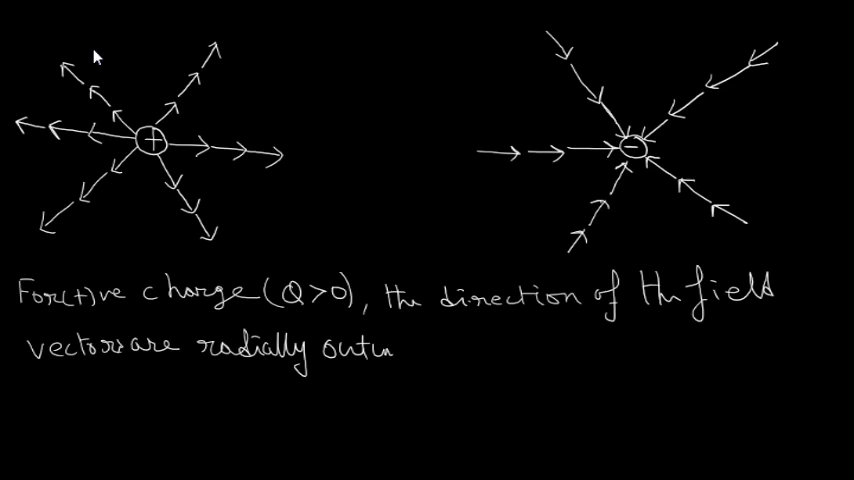 + -
For(+)ve charge (Q>0), the direction of the field
vectors are radially outw